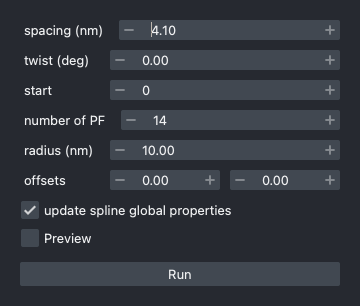 spacing (nm) − 4.10 +
twist (deg) − 0.00 +
start − 0 +
number of PF − 14 +
radius (nm) − 10.00 +
offsets − 0.00 + − 0.00 +
update spline global properties
Preview
Run